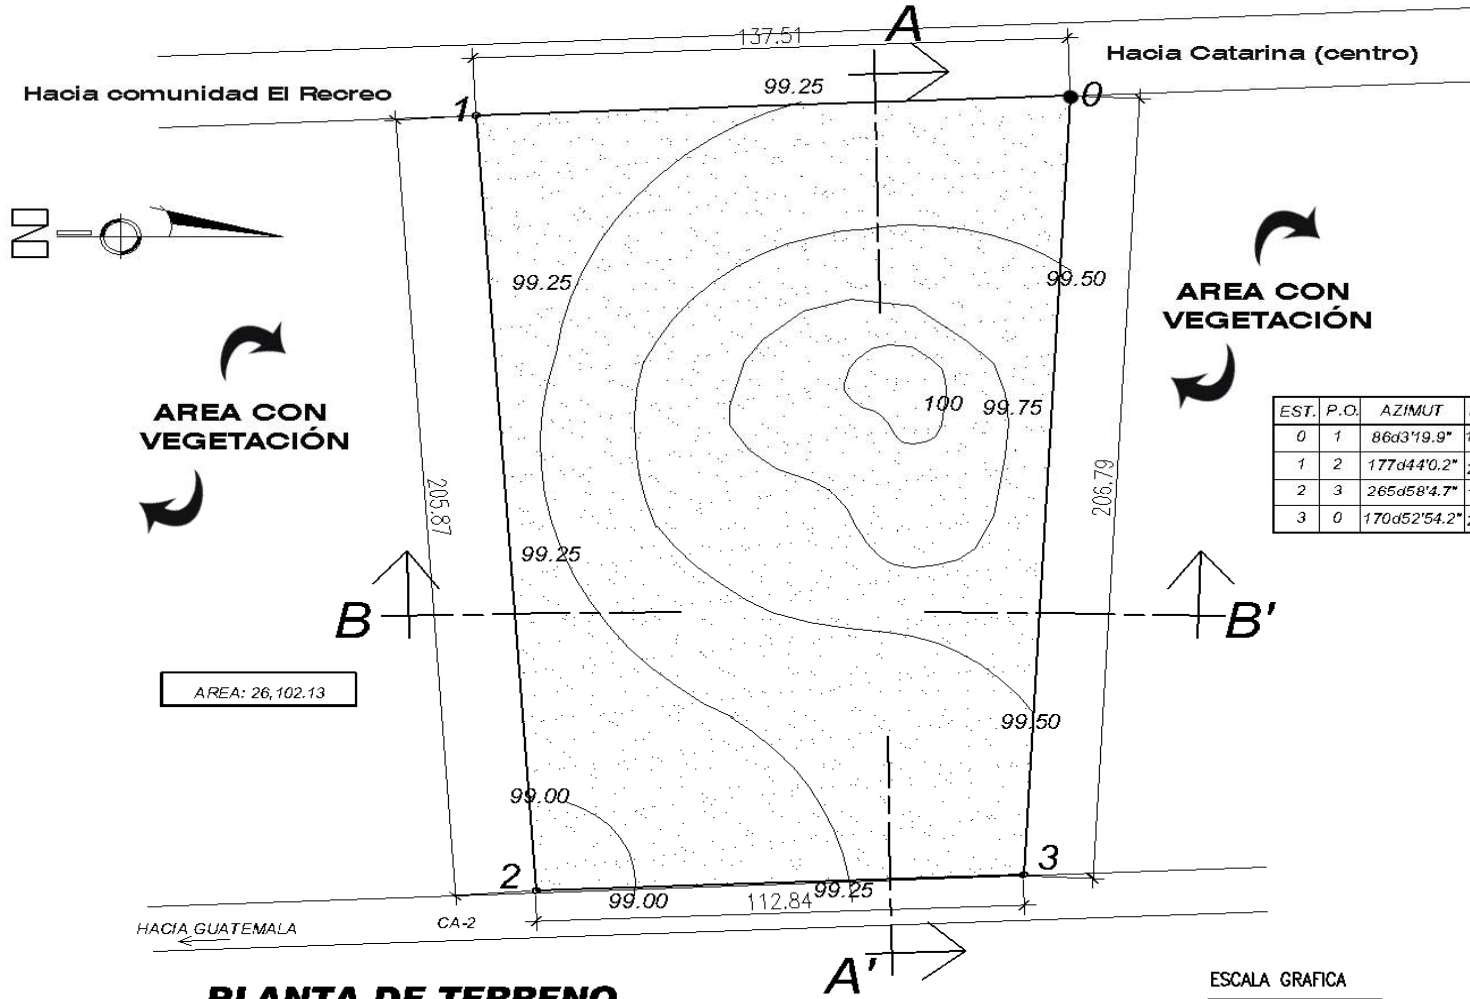 A
137.51
Hacia Catarina (centro)
Hacia comunidad El Recreo
99.25
1
0
N
99.25
99.50
AREA CON
VEGETACIÓN
AREA CON
VEGETACIÓN
100
99.75
EST. P.O. AZIMUT
0 1 86d3'19.9"
1 2 177d44'0.2"
2 3 265d58'4.7"
3 0 170d52'54.2"
205.87
206.79
99.25
B
B'
AREA: 26,102.13
99.50
99.00
2
3
99.00
99.25
112.84
CA-2
HACIA GUATEMALA
A'
PLANTA DE TERRENO
ESCALA GRAFICA